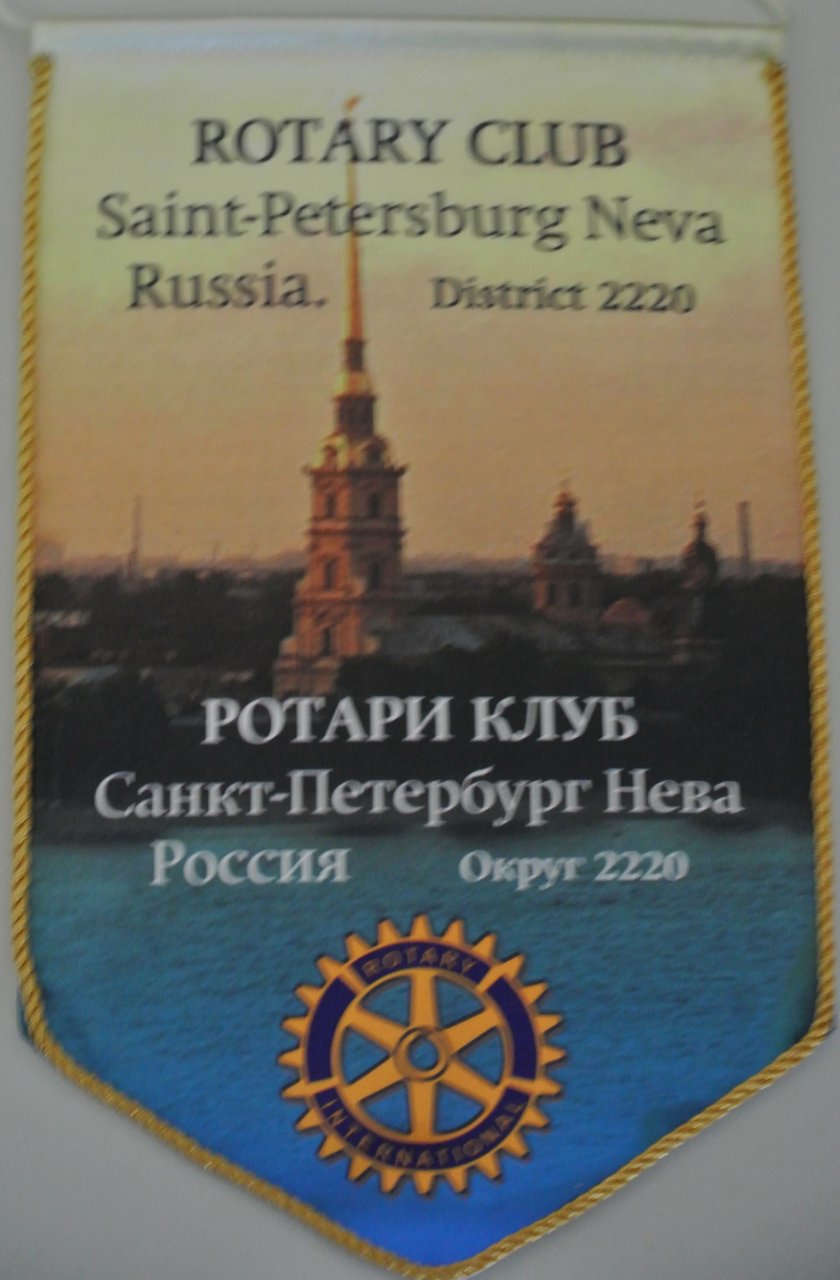 ROTARY CLUB
Saint-Petersburg Neva
Russia. District 2220
РОТАРИ КЛУБ
Санкт-Петербург Нева
Россия Округ 2220
ROTARY
INTERNATIONAL